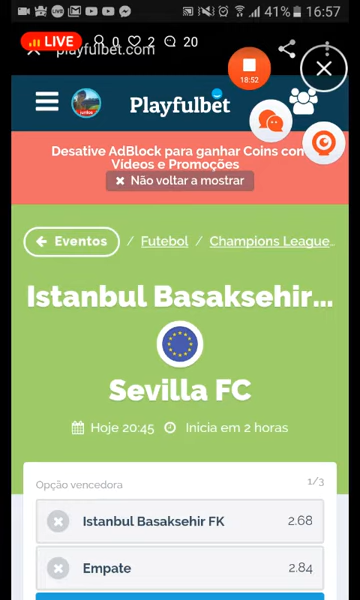 41% 16:57
LIVE 0 2 20
playfulbet.com
18:52
Playfulbet
Desative AdBlock para ganhar Coins com
Vídeos e Promoções
Não voltar a mostrar
Eventos / Futebol / Champions League...
Istanbul Basaksehir...
Sevilla FC
Hoje 20:45 Inicia em 2 horas
Opção vencedora 1/3
Istanbul Basaksehir FK 2.68
Empate 2.84